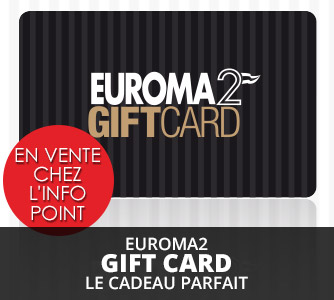 EUROMA2
GIFTCARD
EN VENTE
CHEZ
L'INFO
POINT
EUROMA2
GIFT CARD
LE CADEAU PARFAIT